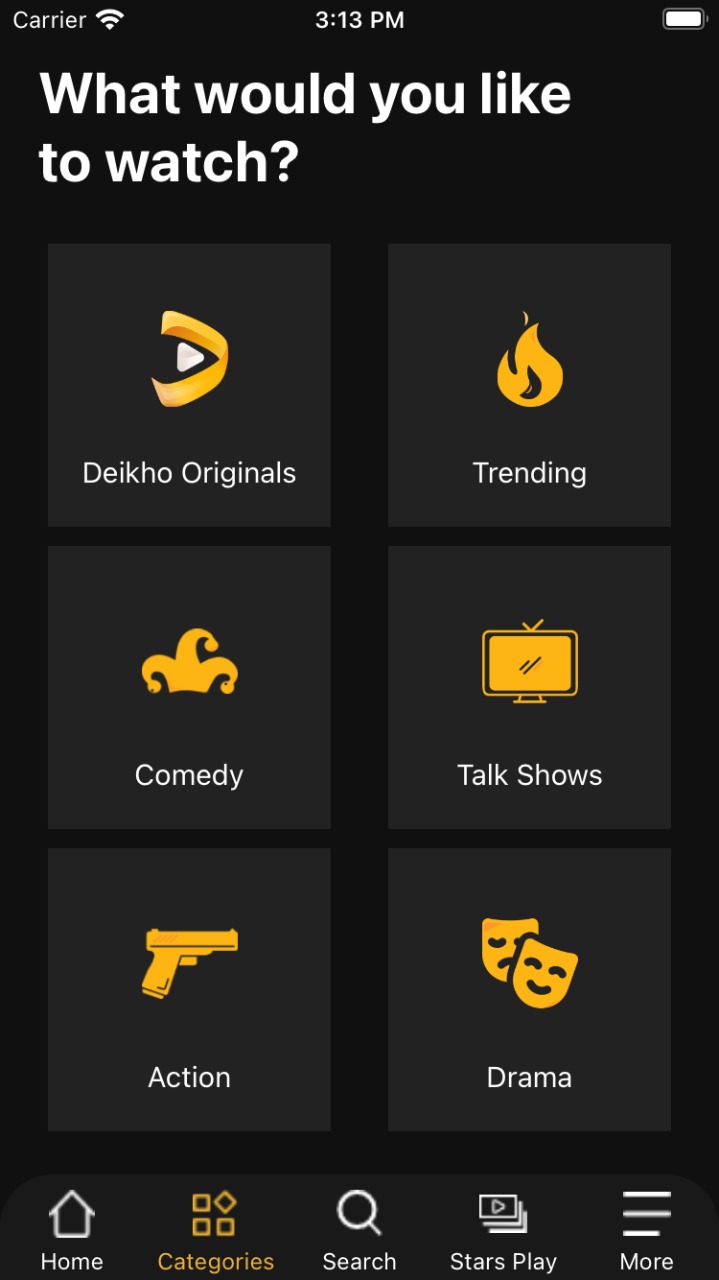 Carrier 3:13 PM
What would you like
to watch?
Deikho Originals
Trending
Comedy
Talk Shows
Action
Drama
Home
Categories
Search
Stars Play
More